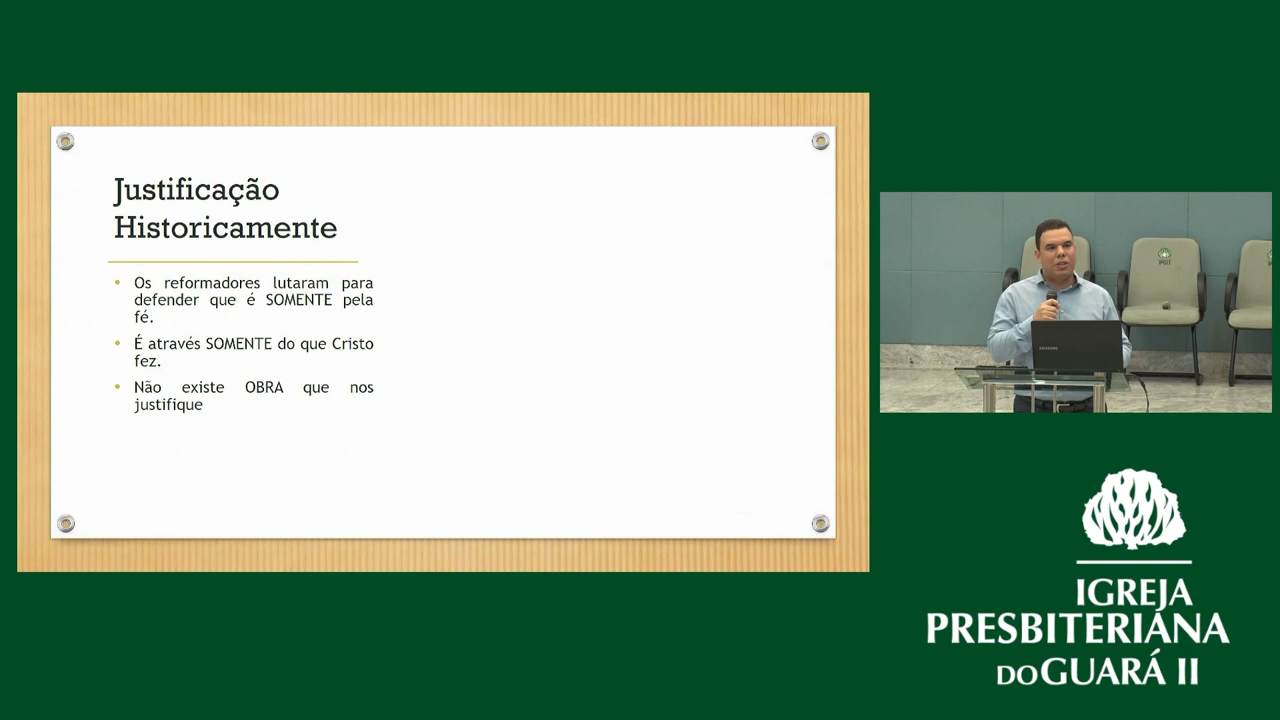 Justificação
Historicamente
• Os reformadores lutaram para
defender que é SOMENTE pela
fé.
• É através SOMENTE do que Cristo
fez.
• Não existe OBRA que nos
justifique
SAMSUNG
IGREJA
PRESBITERIANA
DO GUARÁ II